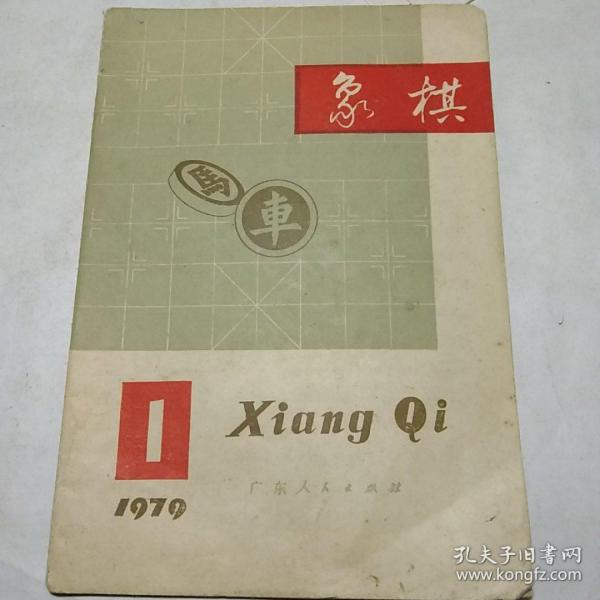 象棋
馬
車
1
Xiang Qi
1979
广东人民出版社
孔夫子旧书网
www.kongfz.com